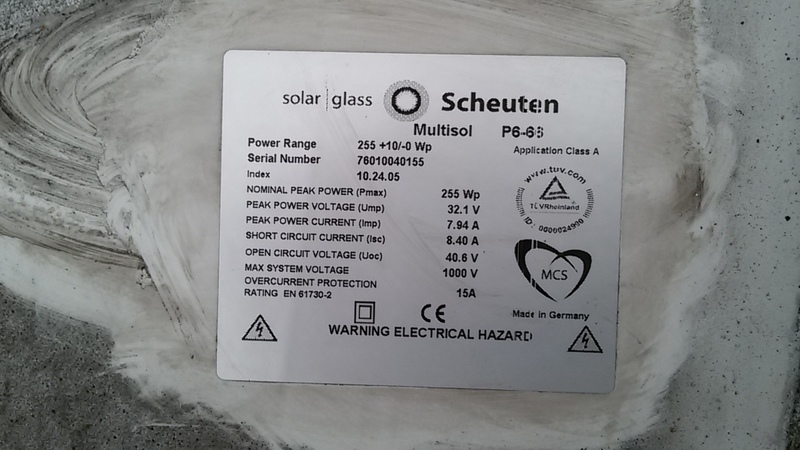 solar glass Scheuten
Multisol P6-66
Power Range 255 +10/-0 Wp
Application Class A
Serial Number 76010040155
Index 10.24.05
NOMINAL PEAK POWER (Pmax) 255 Wp
PEAK POWER VOLTAGE (Ump) 32.1 V
PEAK POWER CURRENT (Imp) 7.94 A
SHORT CIRCUIT CURRENT (Isc) 8.40 A
OPEN CIRCUIT VOLTAGE (Uoc) 40.6 V
MAX SYSTEM VOLTAGE 1000 V
OVERCURRENT PROTECTION
RATING EN 61730-2 15A
www.tuv.com
TÜVRheinland
ID: 0000024990
MCS
Made in Germany
CE
WARNING ELECTRICAL HAZARD